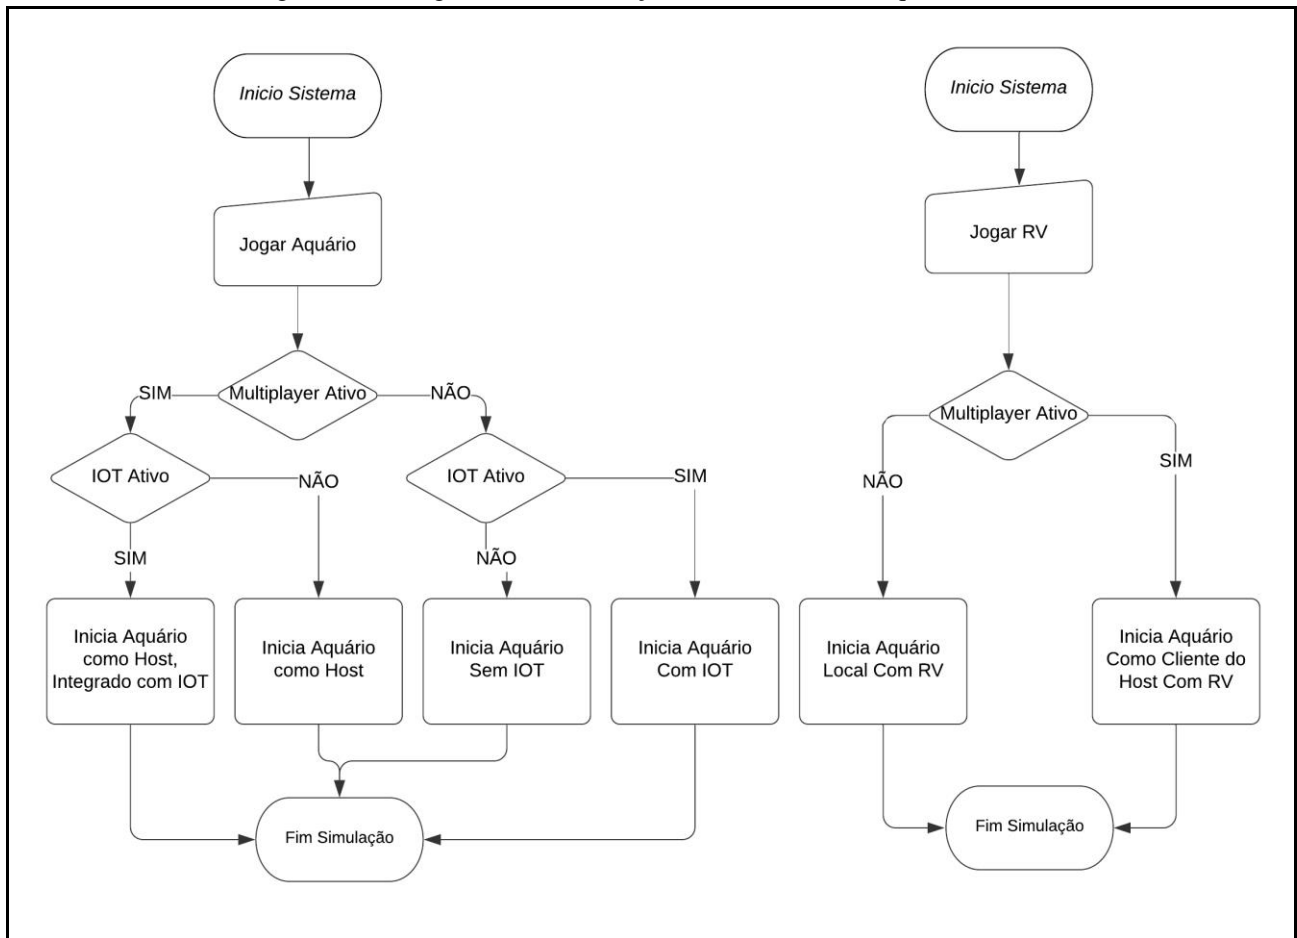 Inicio Sistema
Jogar Aquário
Multiplayer Ativo
SIM
NÃO
IOT Ativo
NÃO
SIM
IOT Ativo
SIM
NÃO
Inicia Aquário
como Host,
Integrado com IOT
Inicia Aquário
como Host
Inicia Aquário
Sem IOT
Inicia Aquário
Com IOT
Fim Simulação
Inicio Sistema
Jogar RV
Multiplayer Ativo
NÃO
SIM
Inicia Aquário
Local Com RV
Inicia Aquário
Como Cliente do
Host Com RV
Fim Simulação